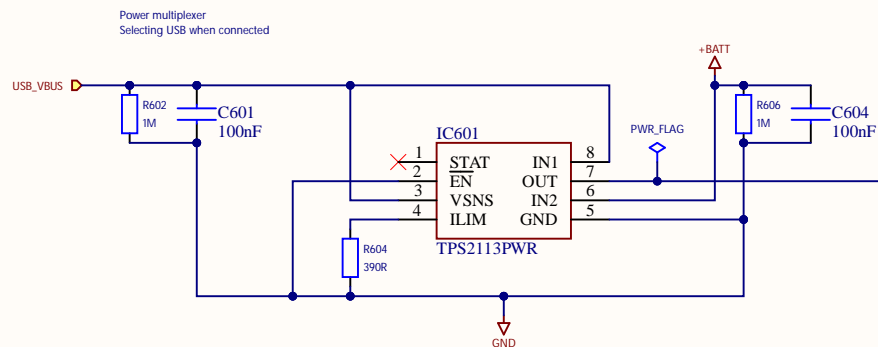 Power multiplexer
Selecting USB when connected
+BATT
USB_VBUS
R602
1M
C601
100nF
R606
1M
C604
100nF
IC601
PWR_FLAG
1
STAT
IN1
8
2
EN
OUT
7
3
VSNS
IN2
6
4
ILIM
GND
5
TPS2113PWR
R604
390R
GND